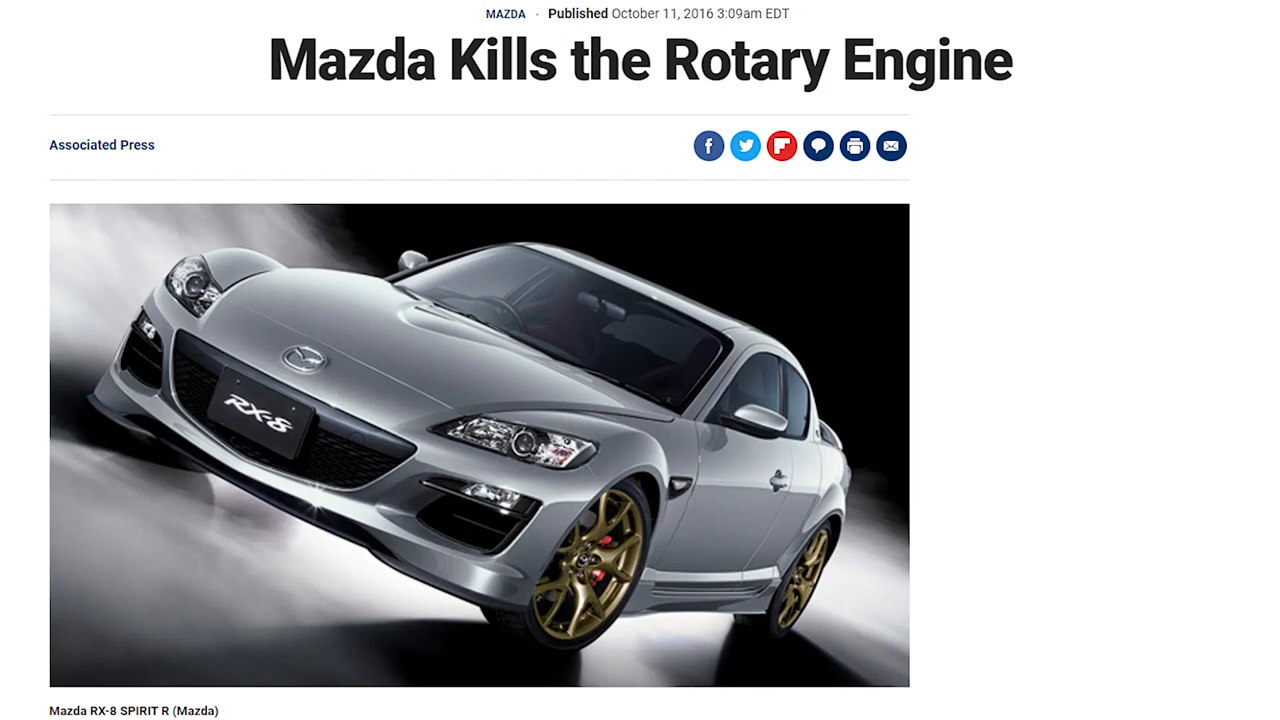 MAZDA · Published October 11, 2016 3:09am EDT
Mazda Kills the Rotary Engine
Associated Press
RX-8
Mazda RX-8 SPIRIT R (Mazda)